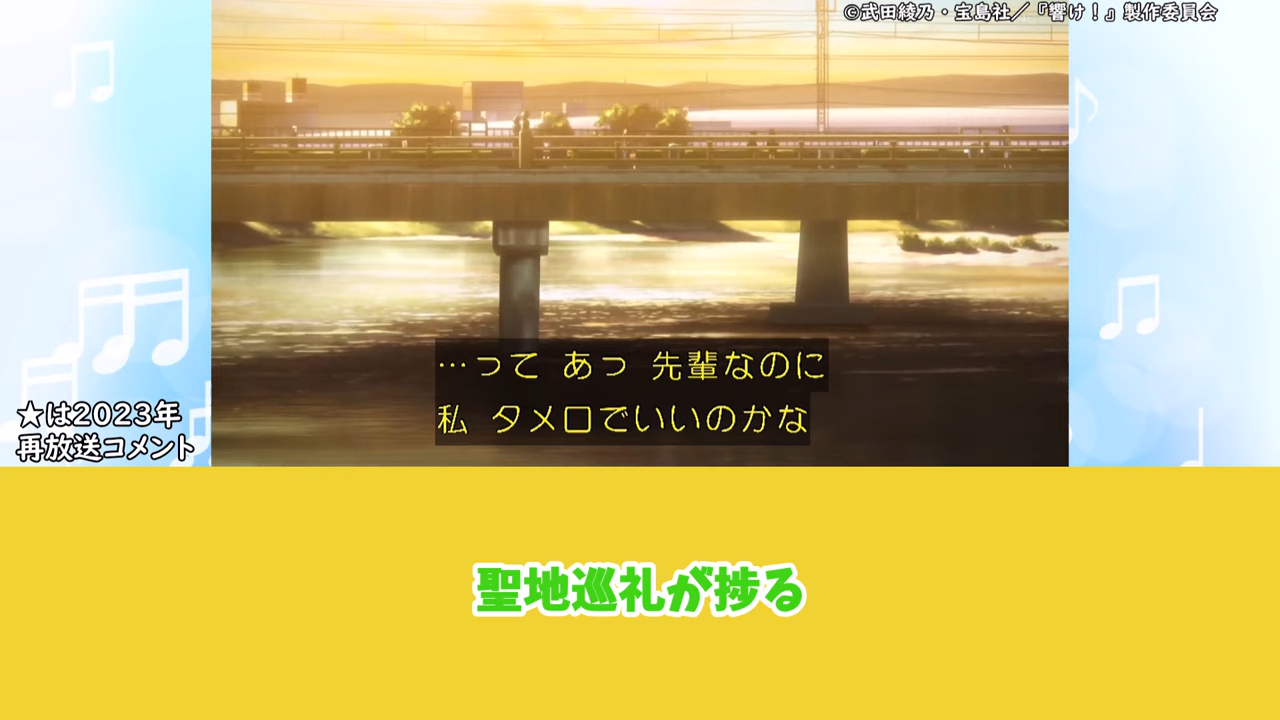 ©武田綾乃・宝島社／『響け！』製作委員会
…って あっ 先輩なのに
私 タメ口でいいのかな
★は2023年
再放送コメント
聖地巡礼が捗る